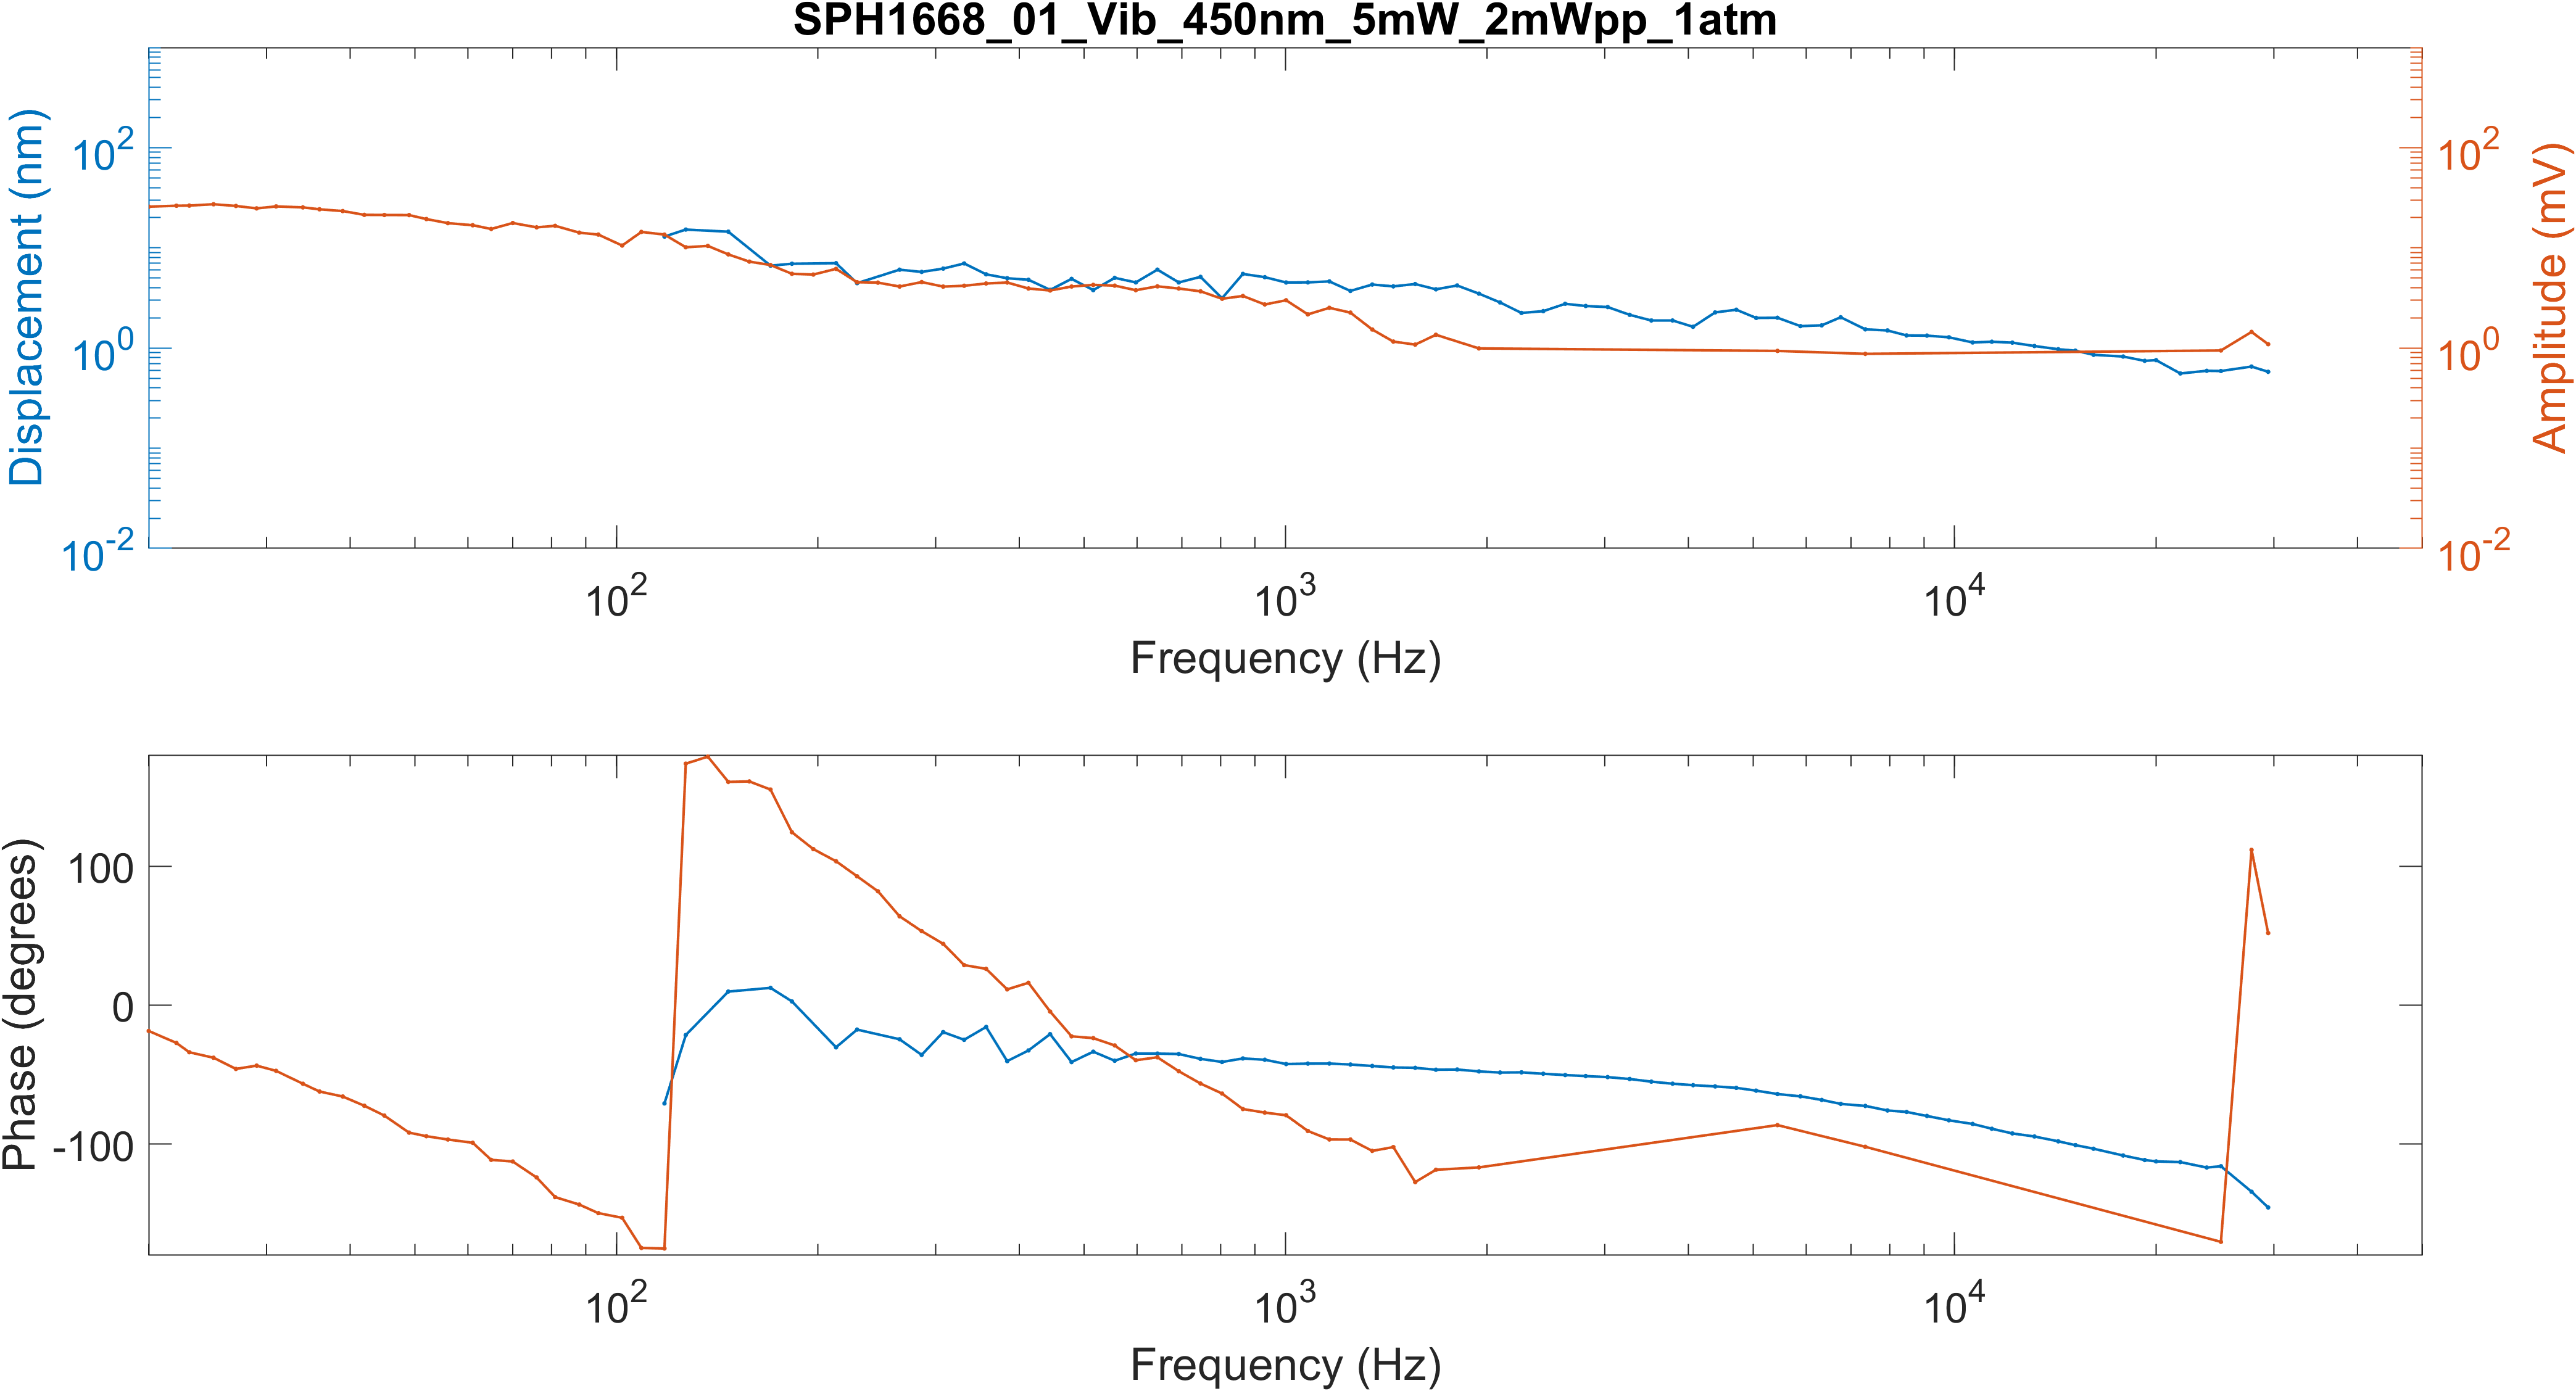 SPH1668_01_Vib_450nm_5mW_2mWpp_1atm
Displacement (nm)
10^2
10^0
10^-2
Amplitude (mV)
10^2
10^0
10^-2
10^2 10^3 10^4
Frequency (Hz)
Phase (degrees)
100
0
-100
10^2 10^3 10^4
Frequency (Hz)